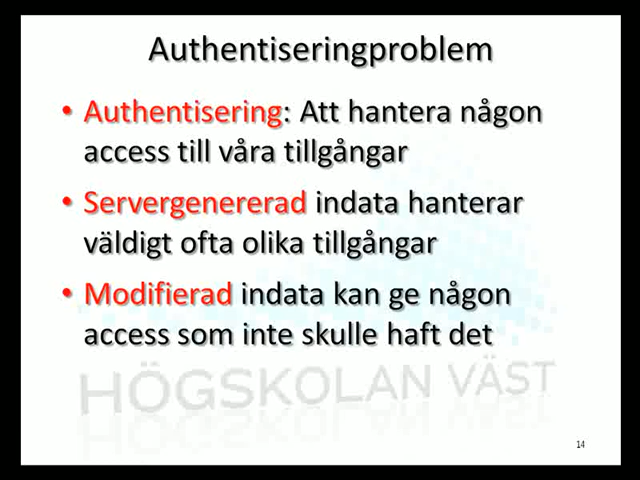 Authentiseringproblem
• Authentisering: Att hantera någon
access till våra tillgångar
• Servergenererad indata hanterar
väldigt ofta olika tillgångar
• Modifierad indata kan ge någon
access som inte skulle haft det
HÖGSKOLAN VÄST
14